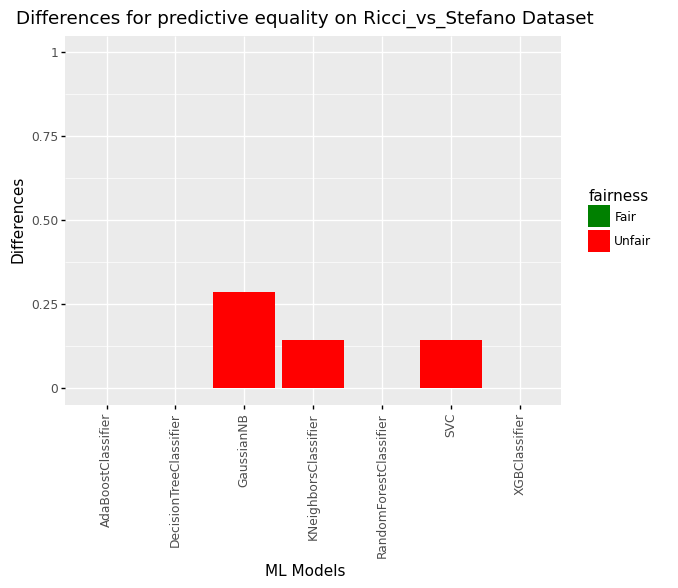 Differences for predictive equality on Ricci_vs_Stefano Dataset
1
0.75
0.50
0.25
0
Differences
AdaBoostClassifier
DecisionTreeClassifier
GaussianNB
KNeighborsClassifier
RandomForestClassifier
SVC
XGBClassifier
ML Models
fairness
Fair
Unfair